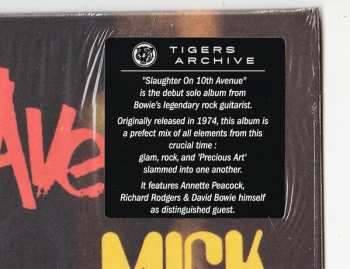 TIGERS
ARCHIVE
"Slaughter On 10th Avenue"
is the debut solo album from
Bowie's legendary rock guitarist.
Originally released in 1974, this album is
a prefect mix of all elements from this
crucial time :
glam, rock, and 'Precious Art'
slammed into one another.
It features Annette Peacock,
Richard Rodgers & David Bowie himself
as distinguished guest.
Ave
MICK